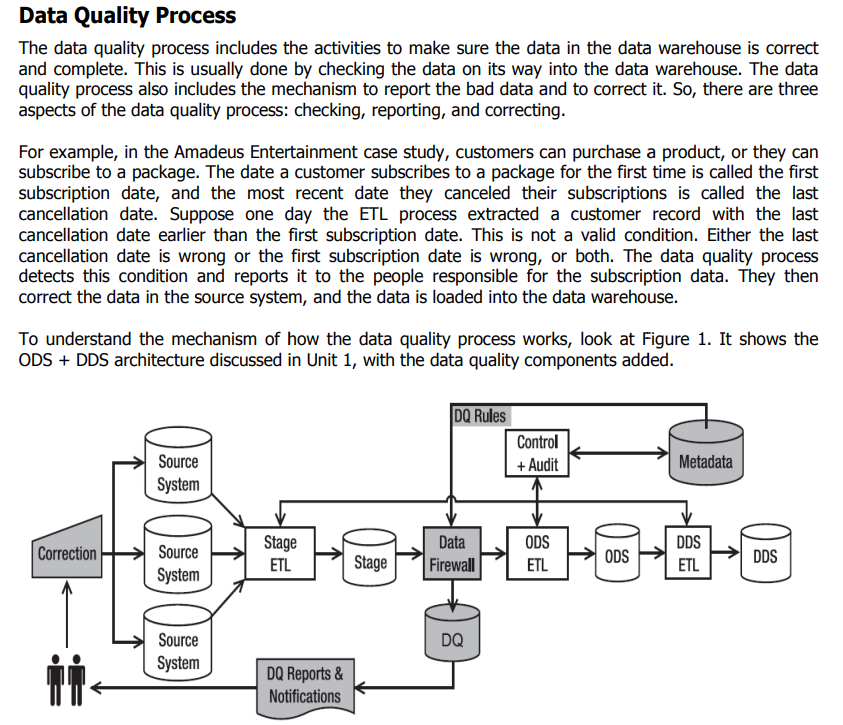 Data Quality Process
The data quality process includes the activities to make sure the data in the data warehouse is correct
and complete. This is usually done by checking the data on its way into the data warehouse. The data
quality process also includes the mechanism to report the bad data and to correct it. So, there are three
aspects of the data quality process: checking, reporting, and correcting.
For example, in the Amadeus Entertainment case study, customers can purchase a product, or they can
subscribe to a package. The date a customer subscribes to a package for the first time is called the first
subscription date, and the most recent date they canceled their subscriptions is called the last
cancellation date. Suppose one day the ETL process extracted a customer record with the last
cancellation date earlier than the first subscription date. This is not a valid condition. Either the last
cancellation date is wrong or the first subscription date is wrong, or both. The data quality process
detects this condition and reports it to the people responsible for the subscription data. They then
correct the data in the source system, and the data is loaded into the data warehouse.
To understand the mechanism of how the data quality process works, look at Figure 1. It shows the
ODS + DDS architecture discussed in Unit 1, with the data quality components added.
DQ Rules
Control
+ Audit
Metadata
Source
System
Correction
Source
System
Stage
ETL
Stage
Data
Firewall
ODS
ETL
ODS
DDS
ETL
DDS
Source
System
DQ
DQ Reports &
Notifications